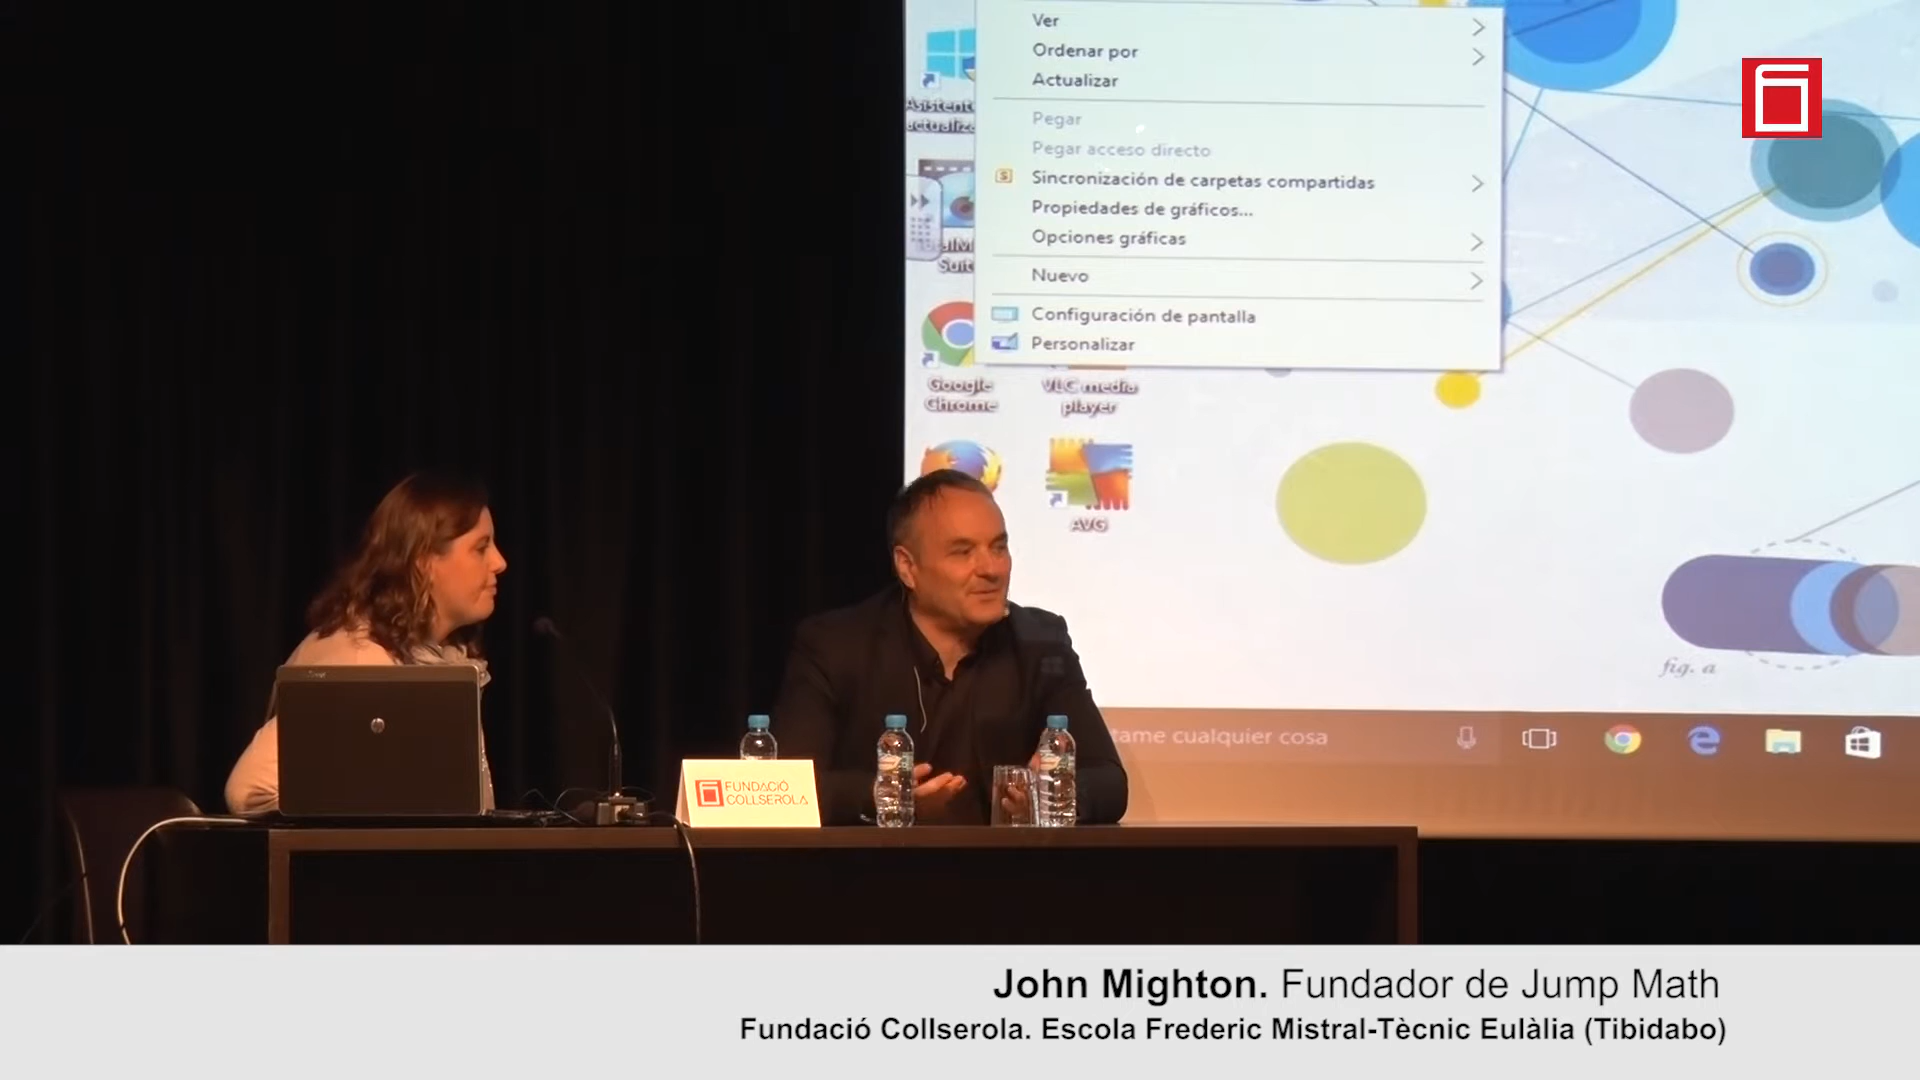 Ver
Ordenar por
Actualizar
Pegar
Pegar acceso directo
Sincronización de carpetas compartidas
Propiedades de gráficos...
Opciones gráficas
Nuevo
Configuración de pantalla
Personalizar
Google
Chrome
VLC media
player
AVG
fig. a
cualquier cosa
hp
FUNDACIÓ
COLLSEROLA
John Mighton. Fundador de Jump Math
Fundació Collserola. Escola Frederic Mistral-Tècnic Eulàlia (Tibidabo)